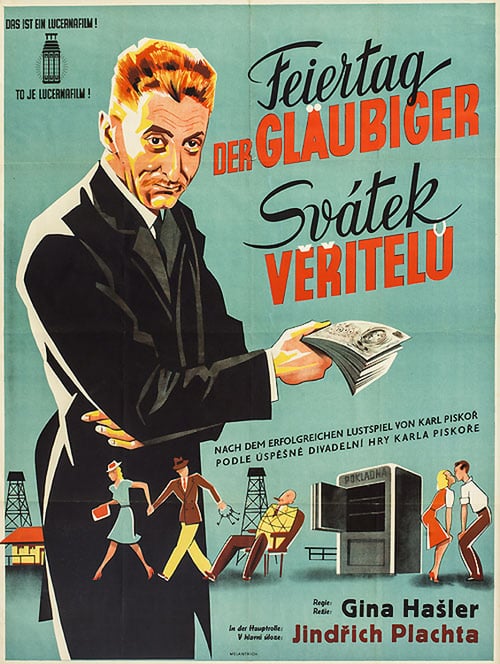 DAS IST EIN LUCERNAFILM!
TO JE LUCERNAFILM!
Feiertag
DER GLÄUBIGER
Svátek
VĚŘITELŮ
NACH DEM ERFOLGREICHEN LUSTSPIEL VON KARL PISKOŘ
PODLE ÚSPĚŠNÉ DIVADELNÍ HRY KARLA PISKOŘE
POKLADNA
Regie:
Režie:
Gina Hašler
In der Hauptrolle:
V hlavní úloze:
Jindřich Plachta
MELANTRICH